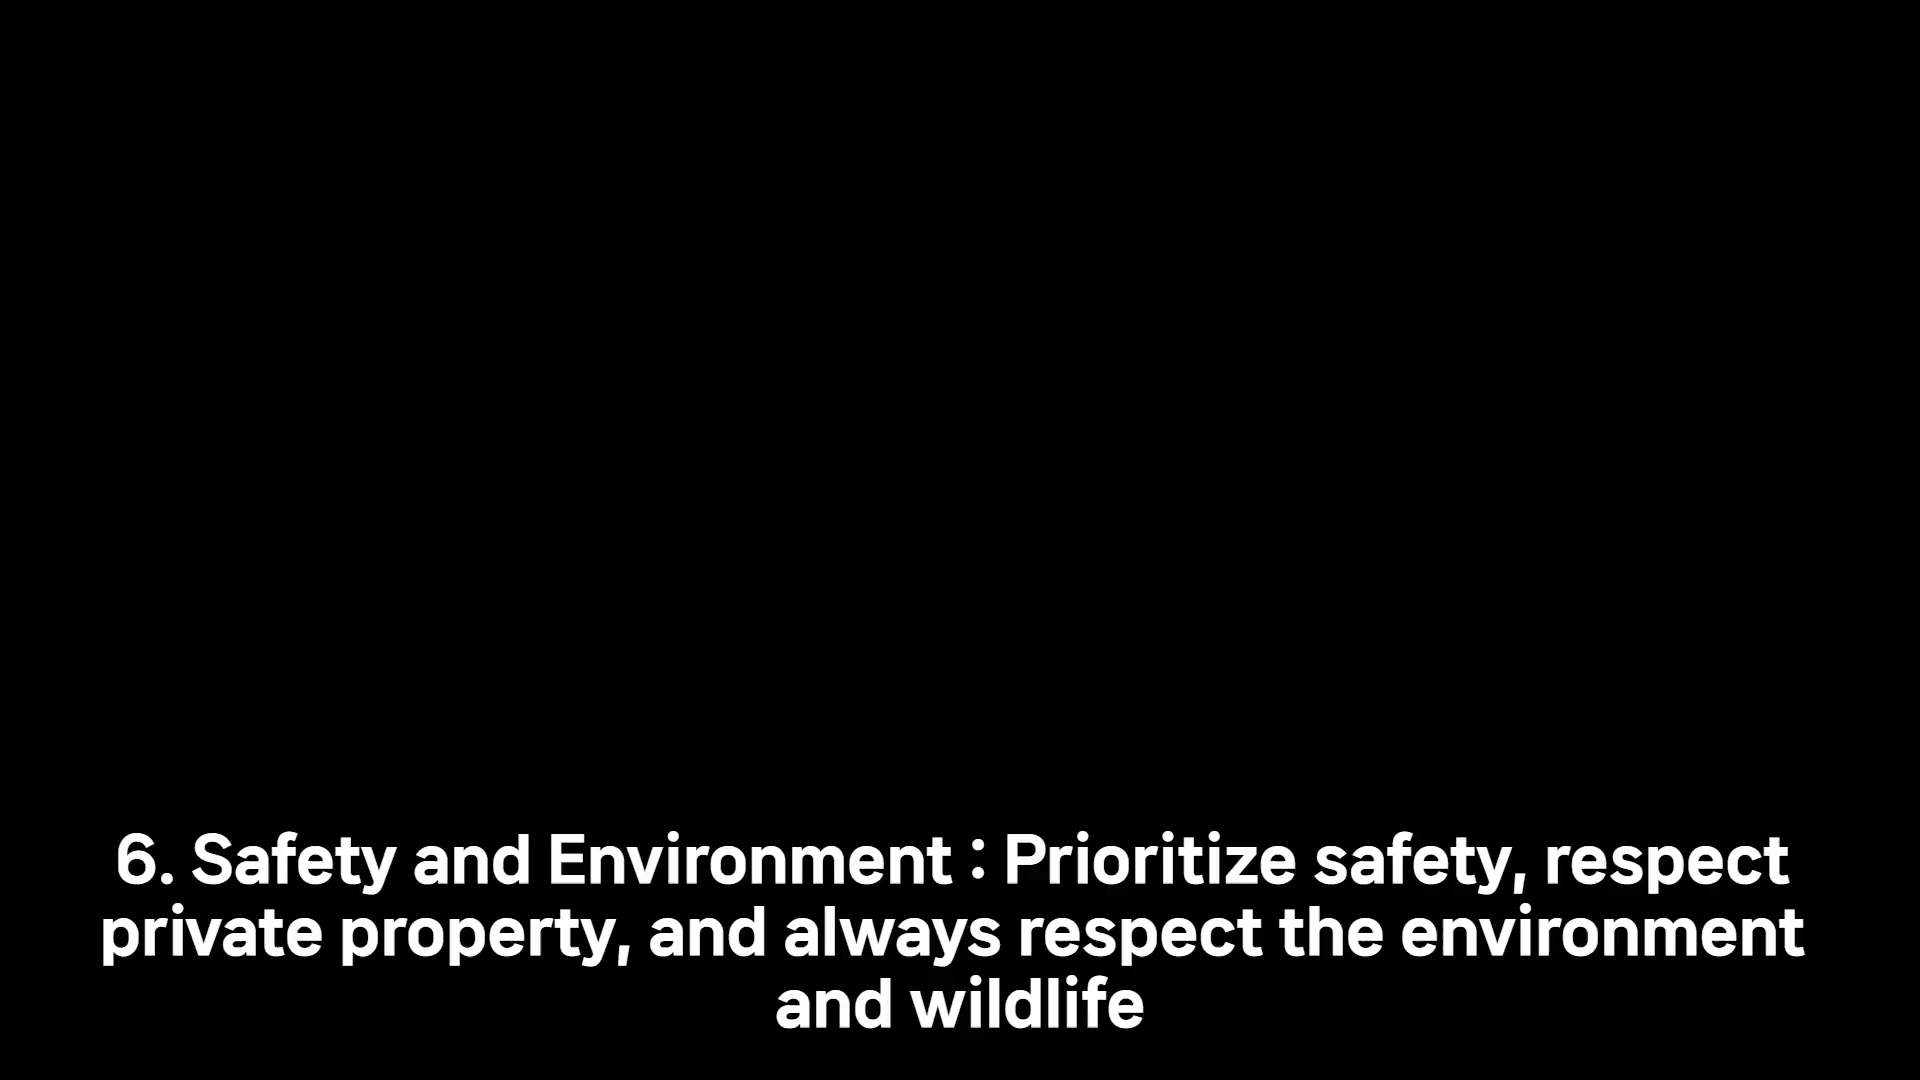 6. Safety and Environment : Prioritize safety, respect
private property, and always respect the environment
and wildlife